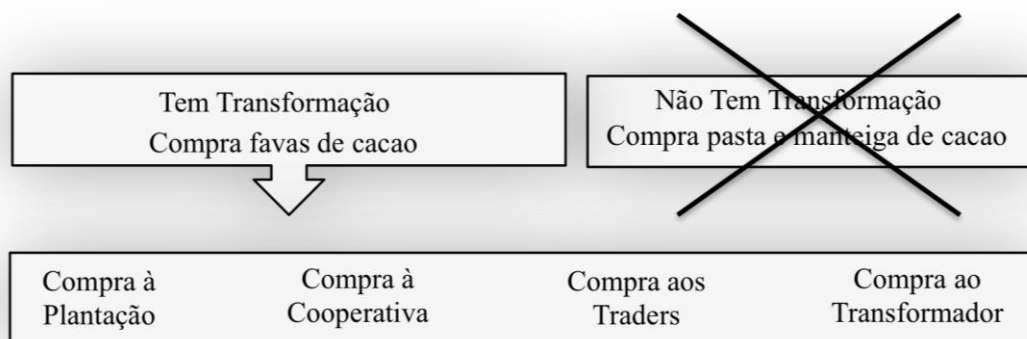 Tem Transformação
Compra favas de cacao
Não Tem Transformação
Compra pasta e manteiga de cacao
Compra à
Plantação
Compra à
Cooperativa
Compra aos
Traders
Compra ao
Transformador